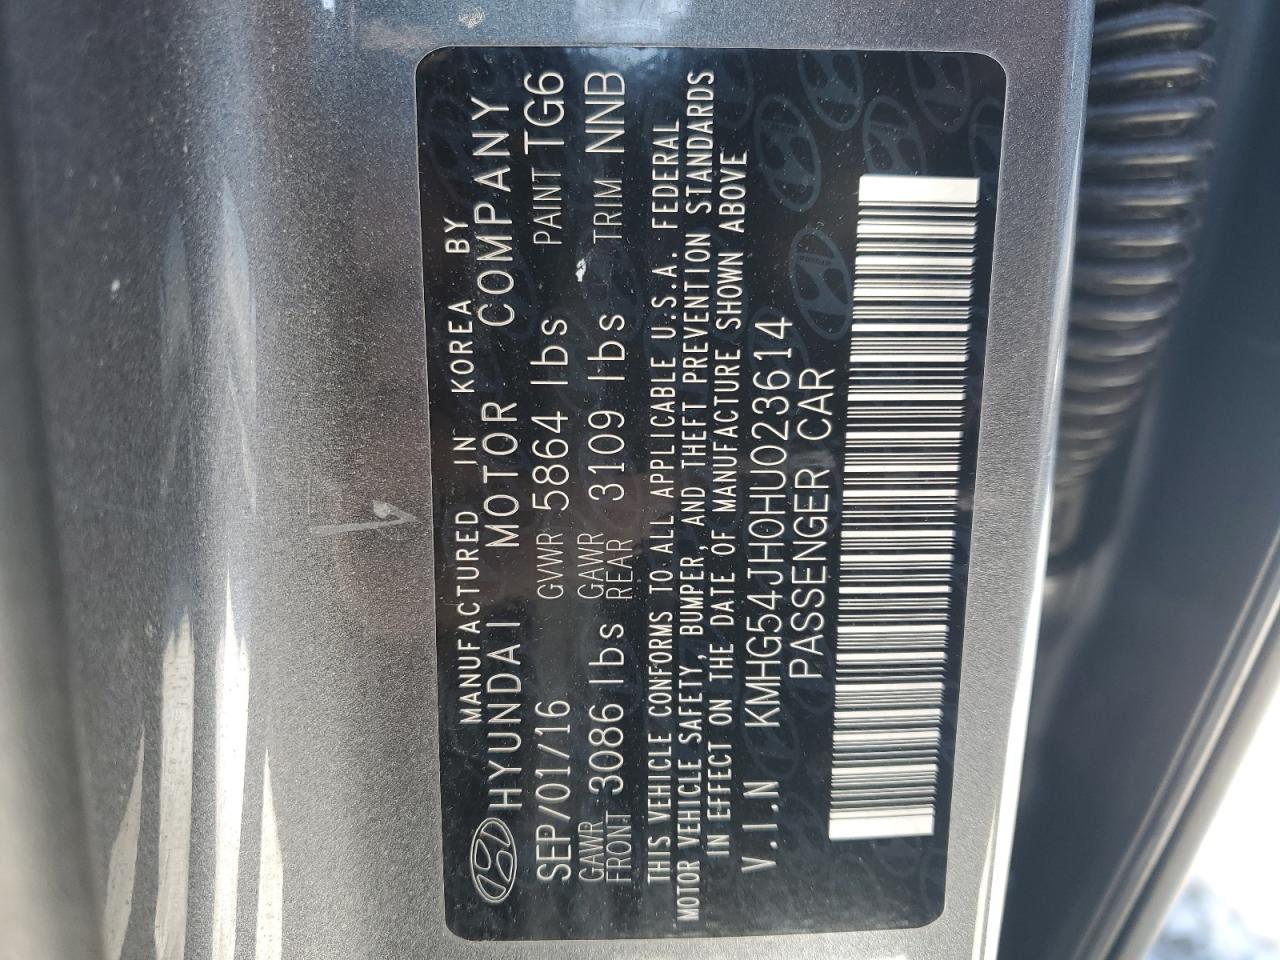 MANUFACTURED IN KOREA BY
HYUNDAI MOTOR COMPANY
SEP/01/16 GVWR 5864 lbs PAINT TG6
GAWR FRONT 3086 lbs GAWR REAR 3109 lbs TRIM NNB
THIS VEHICLE CONFORMS TO ALL APPLICABLE U.S.A. FEDERAL
MOTOR VEHICLE SAFETY, BUMPER, AND THEFT PREVENTION STANDARDS
IN EFFECT ON THE DATE OF MANUFACTURE SHOWN ABOVE
V.I.N KMHG54JH0HU023614
PASSENGER CAR